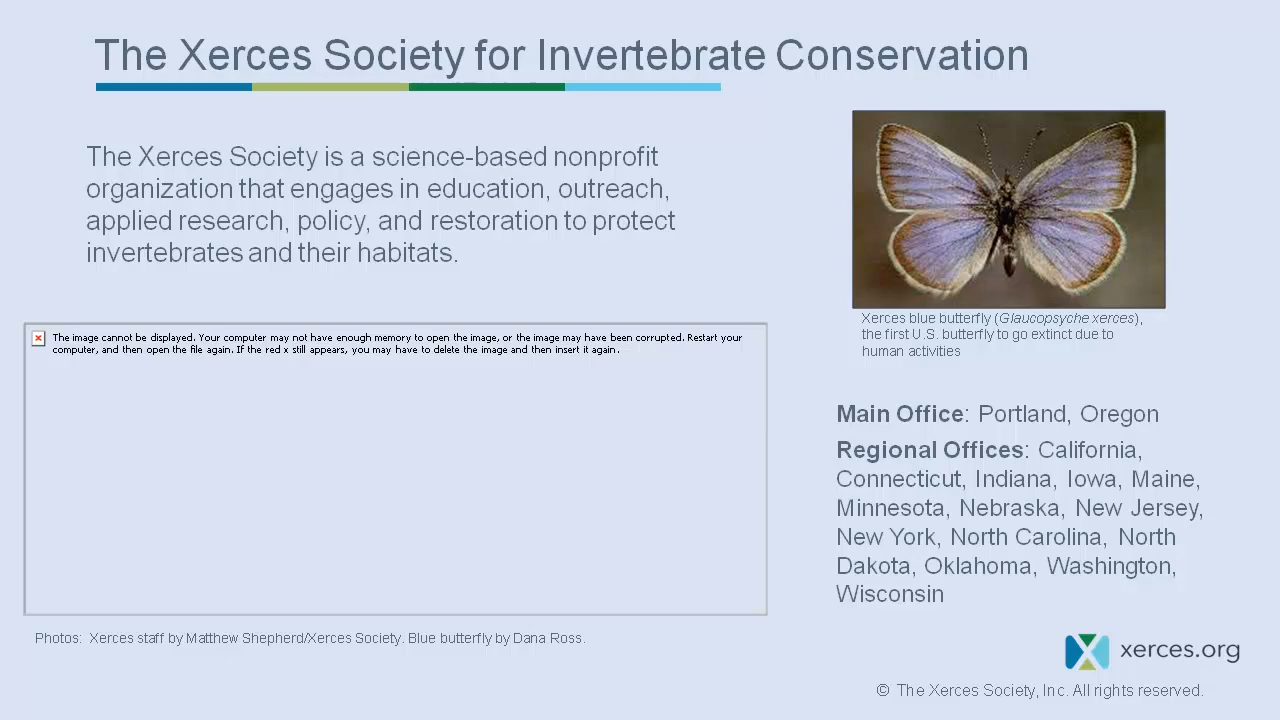 The Xerces Society for Invertebrate Conservation
The Xerces Society is a science-based nonprofit
organization that engages in education, outreach,
applied research, policy, and restoration to protect
invertebrates and their habitats.
Xerces blue butterfly (Glaucopsyche xerces),
the first U.S. butterfly to go extinct due to
human activities
The image cannot be displayed. Your computer may not have enough memory to open the image, or the image may have been corrupted. Restart your
computer, and then open the file again. If the red x still appears, you may have to delete the image and then insert it again.
Main Office: Portland, Oregon
Regional Offices: California,
Connecticut, Indiana, Iowa, Maine,
Minnesota, Nebraska, New Jersey,
New York, North Carolina, North
Dakota, Oklahoma, Washington,
Wisconsin
Photos: Xerces staff by Matthew Shepherd/Xerces Society. Blue butterfly by Dana Ross.
xerces.org
© The Xerces Society, Inc. All rights reserved.